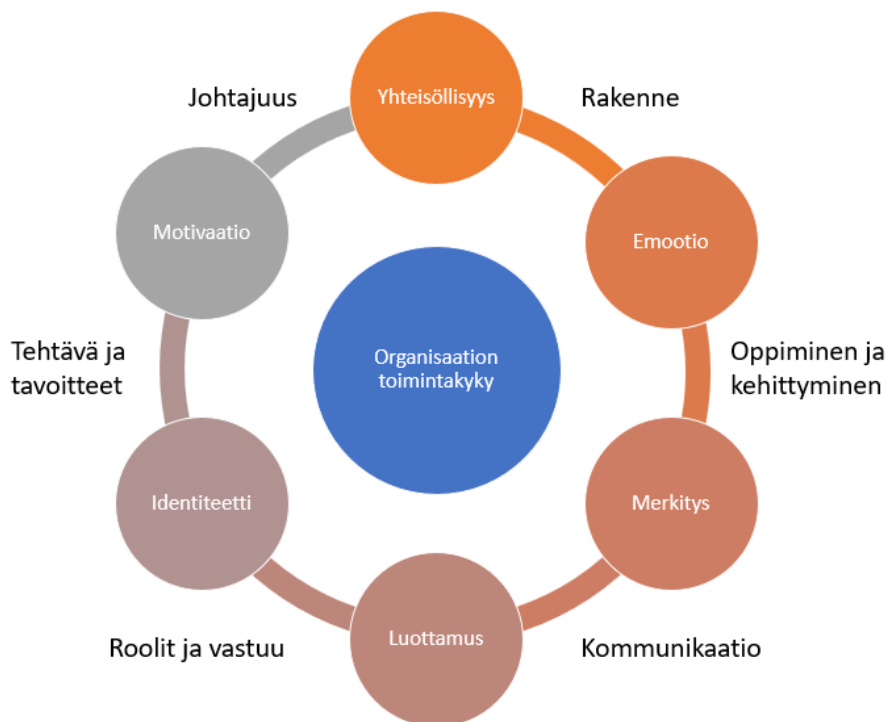 Johtajuus
Yhteisöllisyys
Rakenne
Motivaatio
Emootio
Tehtävä ja
tavoitteet
Organisaation
toimintakyky
Oppiminen ja
kehittyminen
Identiteetti
Merkitys
Roolit ja vastuu
Luottamus
Kommunikaatio